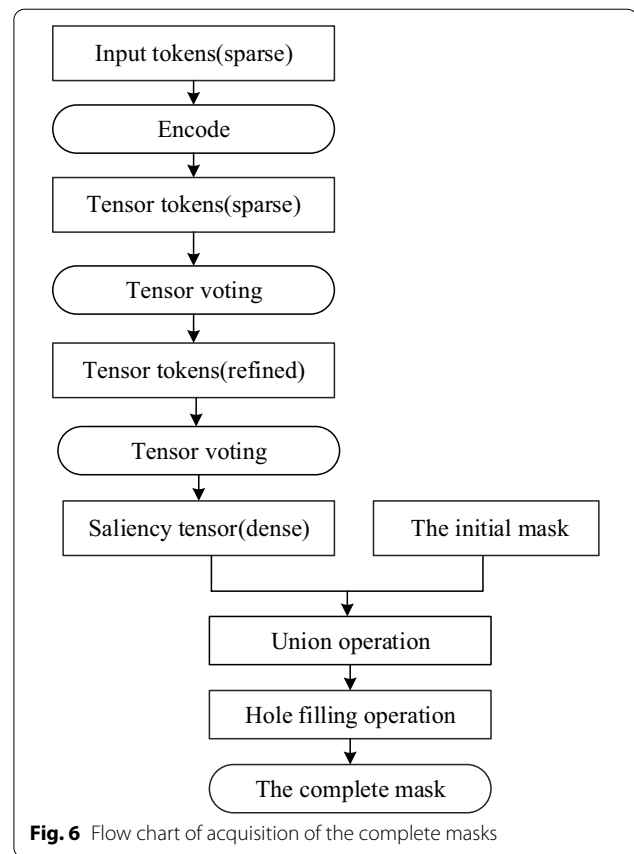 Input tokens(sparse)
Encode
Tensor tokens(sparse)
Tensor voting
Tensor tokens(refined)
Tensor voting
Saliency tensor(dense)
The initial mask
Union operation
Hole filling operation
The complete mask
Fig. 6 Flow chart of acquisition of the complete masks